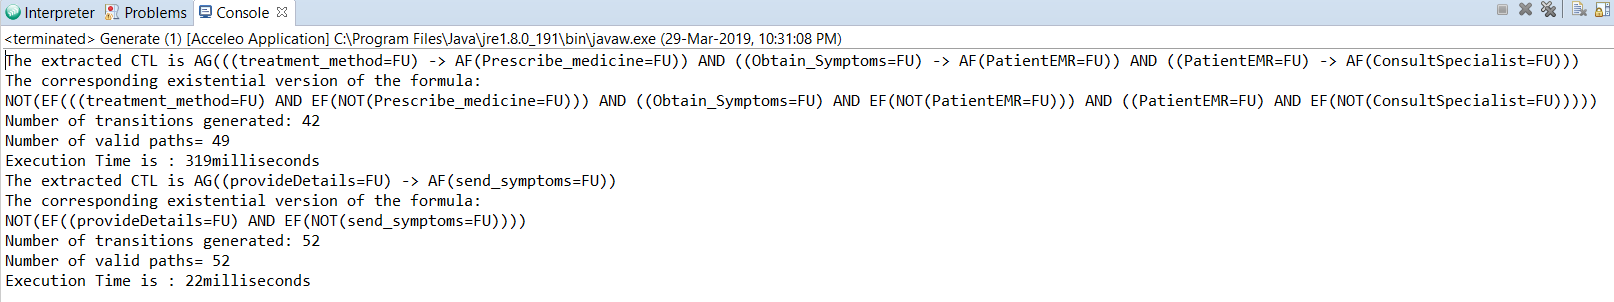 Interpreter Problems Console
<terminated> Generate (1) [Acceleo Application] C:\Program Files\Java\jre1.8.0_191\bin\javaw.exe (29-Mar-2019, 10:31:08 PM)
The extracted CTL is AG(((treatment_method=FU) -> AF(Prescribe_medicine=FU)) AND ((Obtain_Symptoms=FU) -> AF(PatientEMR=FU)) AND ((PatientEMR=FU) -> AF(ConsultSpecialist=FU)))
The corresponding existential version of the formula:
NOT(EF(((treatment_method=FU) AND EF(NOT(Prescribe_medicine=FU))) AND ((Obtain_Symptoms=FU) AND EF(NOT(PatientEMR=FU))) AND ((PatientEMR=FU) AND EF(NOT(ConsultSpecialist=FU)))))
Number of transitions generated: 42
Number of valid paths= 49
Execution Time is : 319milliseconds
The extracted CTL is AG((provideDetails=FU) -> AF(send_symptoms=FU))
The corresponding existential version of the formula:
NOT(EF((provideDetails=FU) AND EF(NOT(send_symptoms=FU))))
Number of transitions generated: 52
Number of valid paths= 52
Execution Time is : 22milliseconds